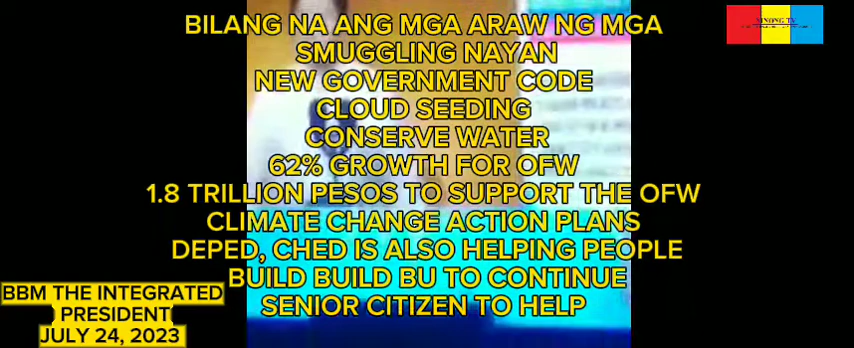 BILANG NA ANG MGA ARAW NG MGA
SMUGGLING NAYAN
NEW GOVERNMENT CODE
CLOUD SEEDING
CONSERVE WATER
62% GROWTH FOR OFW
1.8 TRILLION PESOS TO SUPPORT THE OFW
CLIMATE CHANGE ACTION PLANS
DEPED, CHED IS ALSO HELPING PEOPLE
BUILD BUILD BU TO CONTINUE
SENIOR CITIZEN TO HELP
BBM THE INTEGRATED
PRESIDENT
JULY 24, 2023